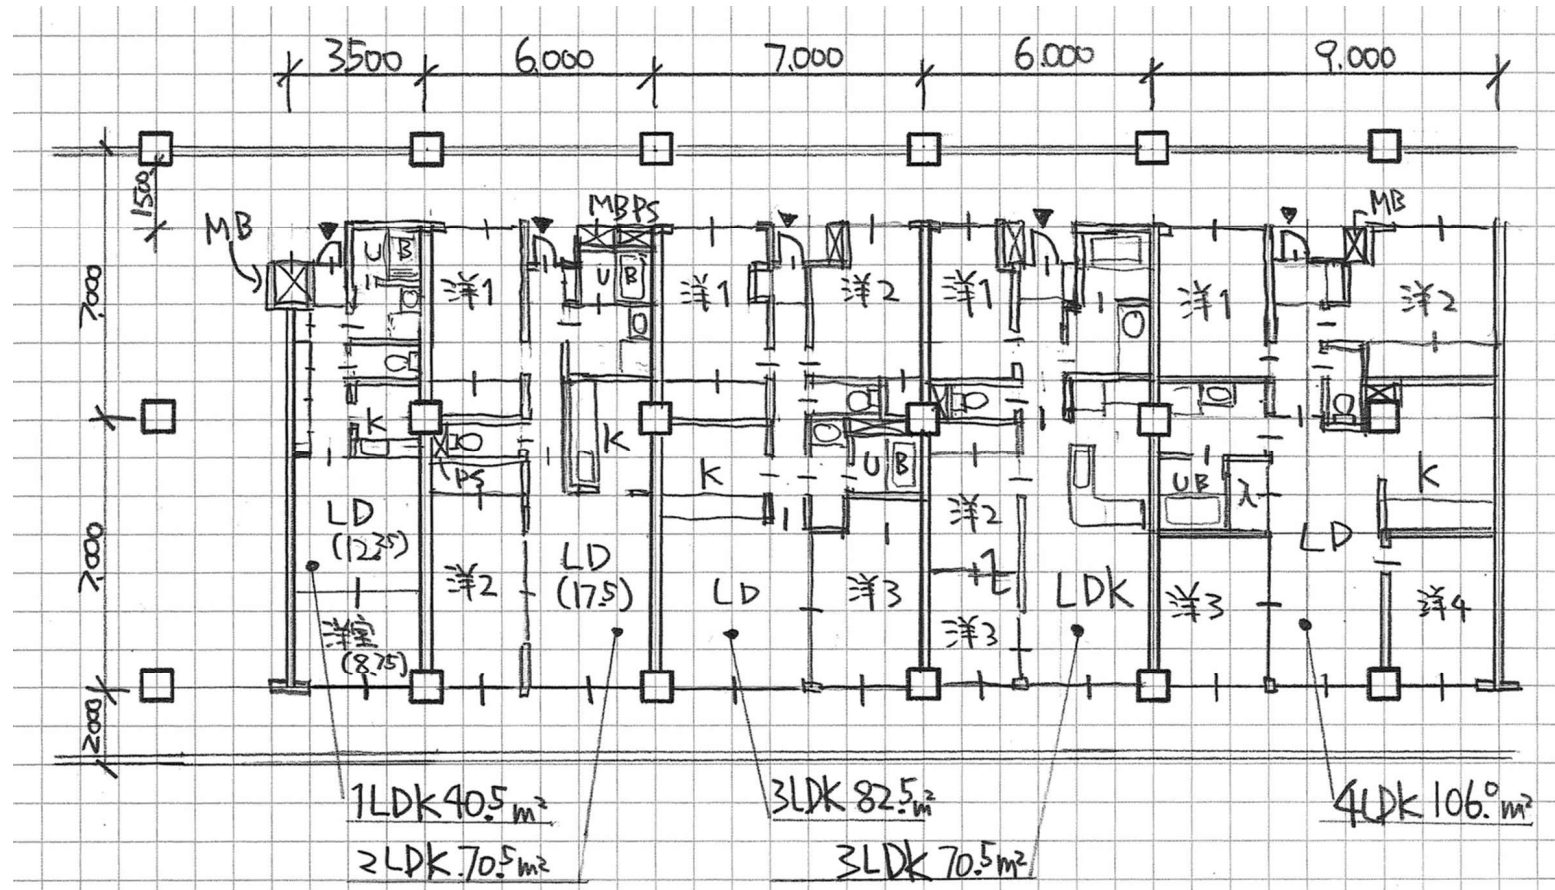 3500 6.000 7.000 6.000 9.000
1500
MB
MBPS
MB
U B
洋1
U B
洋1
洋2
洋1
洋1
洋2
7.000
K
PS
K
K
U B
洋2
UB
入
K
LD
(12.25)
洋2
LD
(17.5)
LD
洋3
洋3
LDK
洋3
LD
洋4
7.000
洋室
(8.75)
2000
1LDK 40.5m²
3LDK 82.5m²
4LDK 106.0m²
2LDK 70.5m²
3LDK 70.5m²